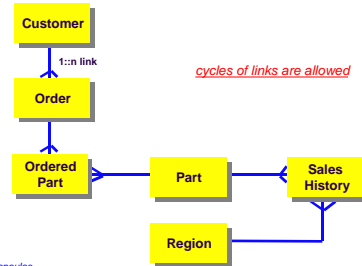 Customer
1::n link
cycles of links are allowed
Order
Ordered
Part
Part
Sales
History
Region